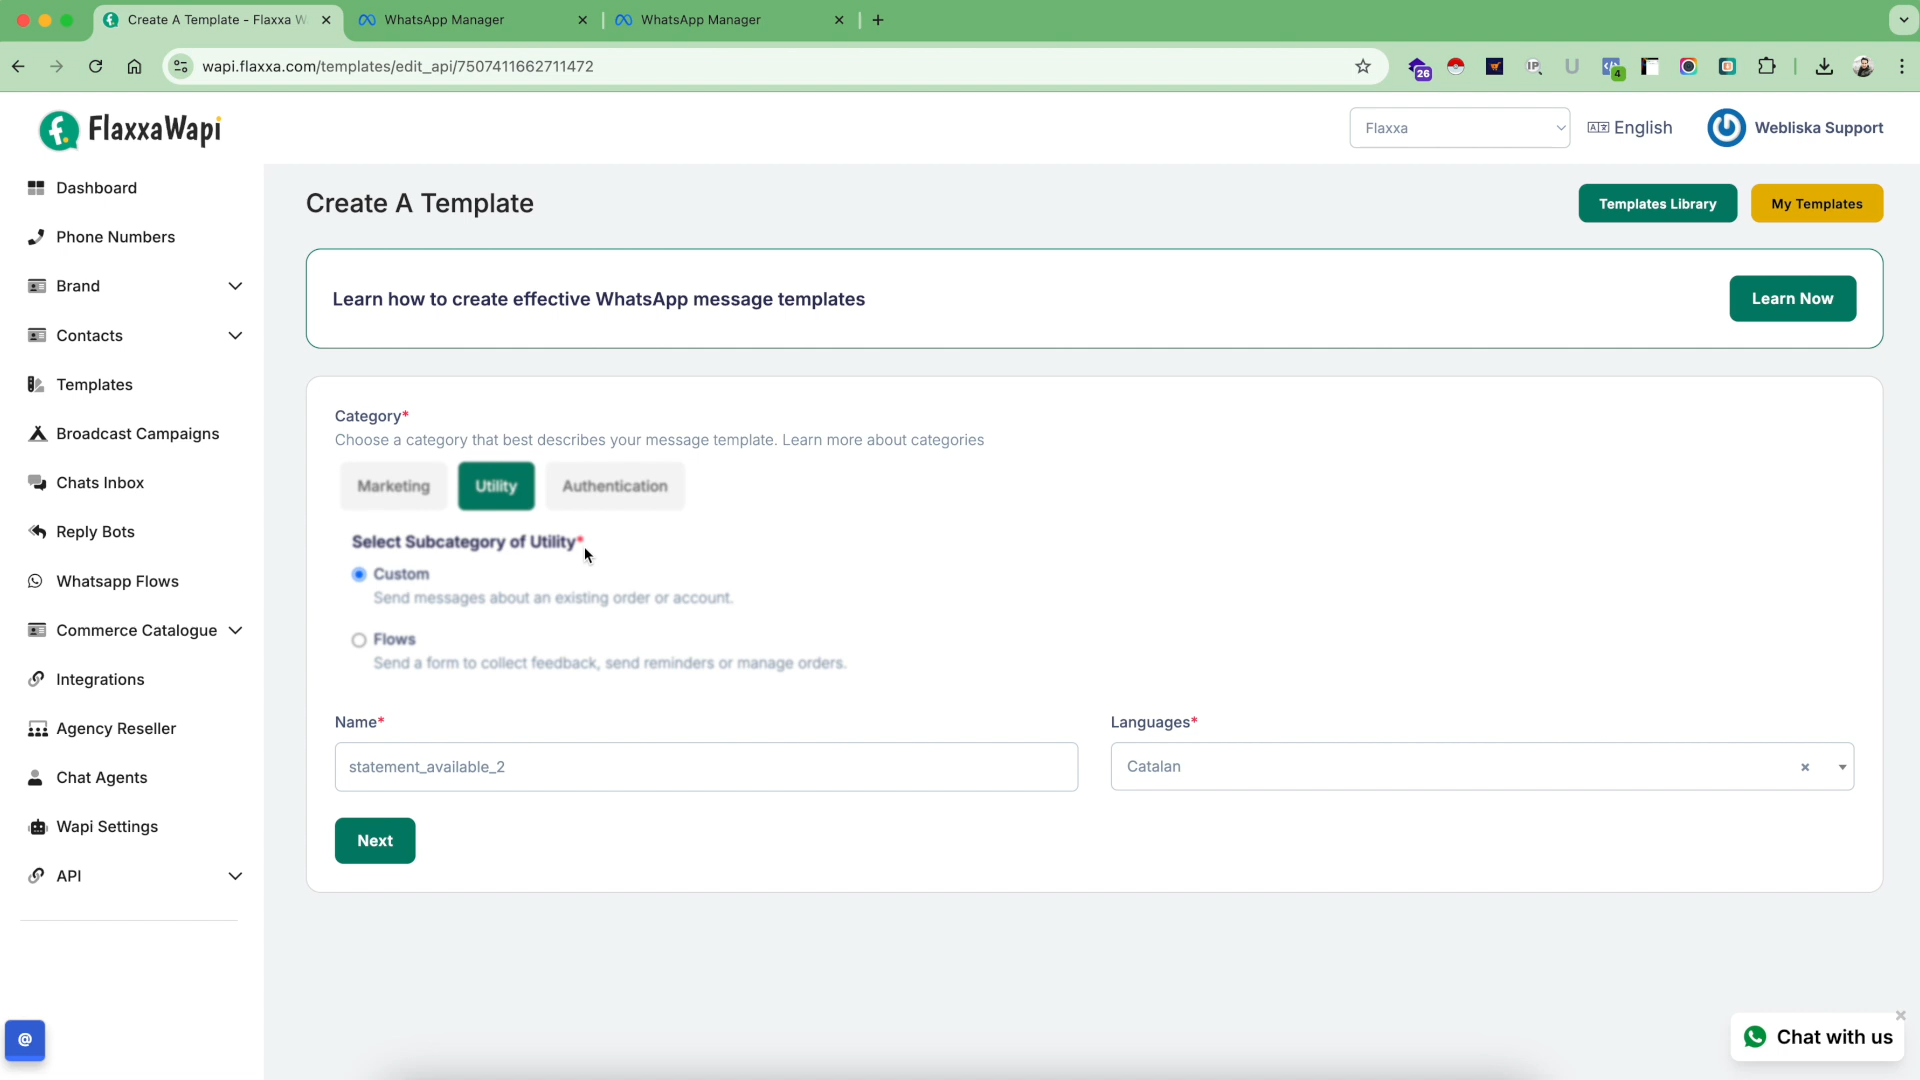 Create A Template - Flaxxa W
WhatsApp Manager
WhatsApp Manager
wapi.flaxxa.com/templates/edit_api/7507411662711472
26
IP
U
4
FlaxxaWapi
Flaxxa
English
Webliska Support
Dashboard
Phone Numbers
Brand
Contacts
Templates
Broadcast Campaigns
Chats Inbox
Reply Bots
Whatsapp Flows
Commerce Catalogue
Integrations
Agency Reseller
Chat Agents
Wapi Settings
API
@
Create A Template
Templates Library
My Templates
Learn how to create effective WhatsApp message templates
Learn Now
Category*
Choose a category that best describes your message template. Learn more about categories
Marketing
Utility
Authentication
Select Subcategory of Utility*
Custom
Send messages about an existing order or account.
Flows
Send a form to collect feedback, send reminders or manage orders.
Name*
Languages*
statement_available_2
Catalan
Next
Chat with us